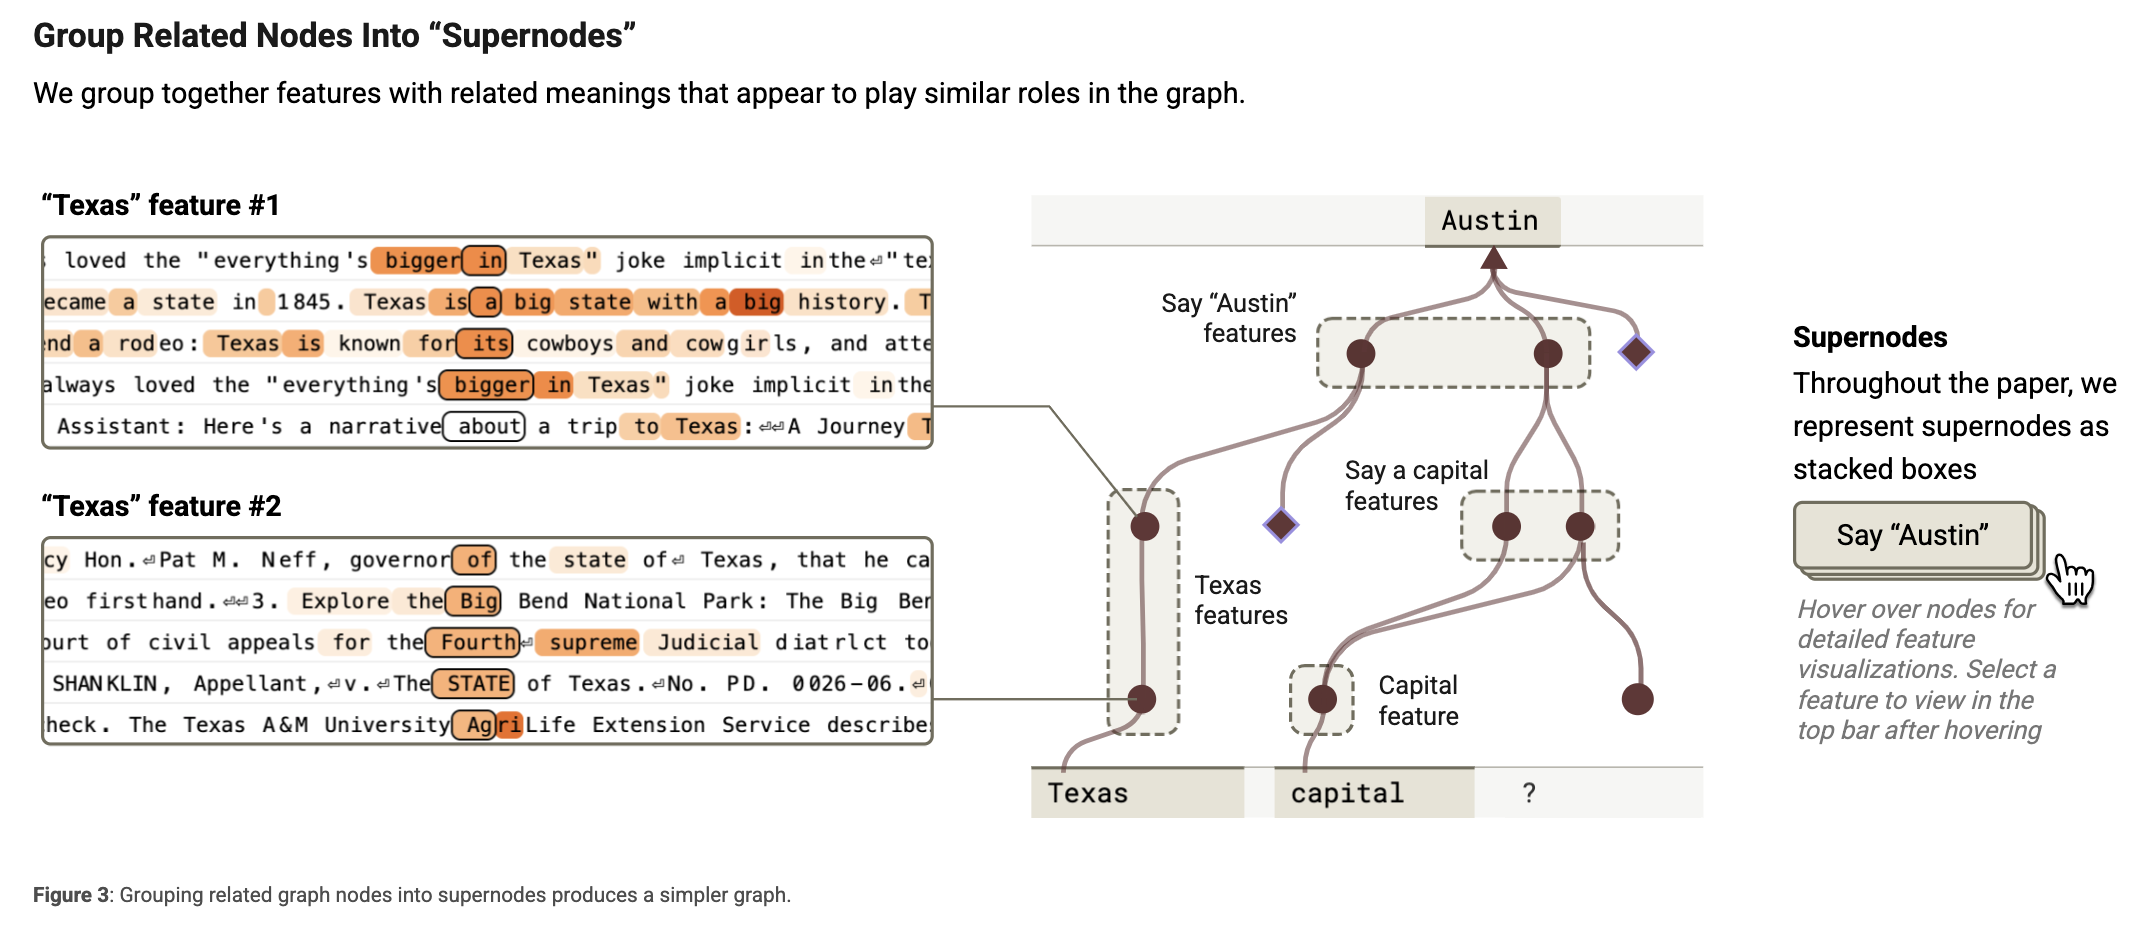 Group Related Nodes Into “Supernodes”
We group together features with related meanings that appear to play similar roles in the graph.
“Texas” feature #1
loved the "everything's bigger in Texas" joke implicit in the⏎"te
ecame a state in 1845. Texas is a big state with a big history. T
nd a rodeo: Texas is known for its cowboys and cowgirls, and atte
always loved the "everything's bigger in Texas" joke implicit in the
Assistant: Here's a narrative about a trip to Texas:⏎⏎A Journey T
“Texas” feature #2
cy Hon.⏎Pat M. Neff, governor of the state of⏎ Texas, that he ca
eo firsthand.⏎⏎3. Explore the Big Bend National Park: The Big Ber
ourt of civil appeals for the Fourth⏎ supreme Judicial diatrlct to
SHANKLIN, Appellant,⏎v.⏎The STATE of Texas.⏎No. PD. 0026-06.⏎
heck. The Texas A&M University AgriLife Extension Service describe
Austin
Say “Austin”
features
Say a capital
features
Texas
features
Capital
feature
Texas
capital
?
Supernodes
Throughout the paper, we
represent supernodes as
stacked boxes
Say “Austin”
Hover over nodes for
detailed feature
visualizations. Select a
feature to view in the
top bar after hovering
Figure 3: Grouping related graph nodes into supernodes produces a simpler graph.